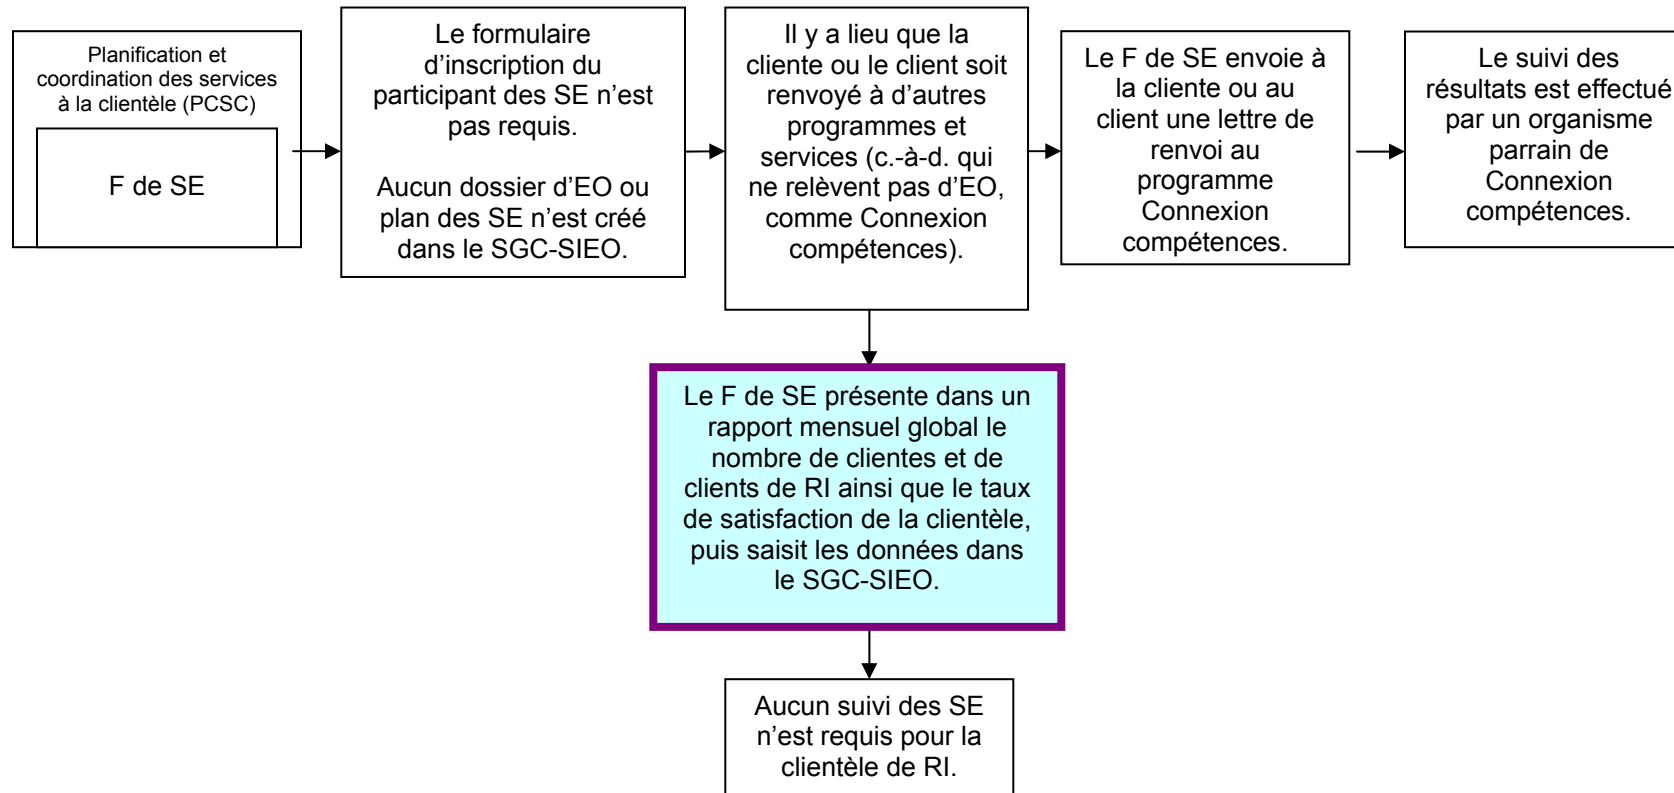 Planification et
coordination des services
à la clientèle (PCSC)
F de SE
Le formulaire
d’inscription du
participant des SE n’est
pas requis.
Aucun dossier d’EO ou
plan des SE n’est créé
dans le SGC-SIEO.
Il y a lieu que la
cliente ou le client soit
renvoyé à d’autres
programmes et
services (c.-à-d. qui
ne relèvent pas d’EO,
comme Connexion
compétences).
Le F de SE envoie à
la cliente ou au
client une lettre de
renvoi au
programme
Connexion
compétences.
Le suivi des
résultats est effectué
par un organisme
parrain de
Connexion
compétences.
Le F de SE présente dans un
rapport mensuel global le
nombre de clientes et de
clients de RI ainsi que le taux
de satisfaction de la clientèle,
puis saisit les données dans
le SGC-SIEO.
Aucun suivi des SE
n’est requis pour la
clientèle de RI.